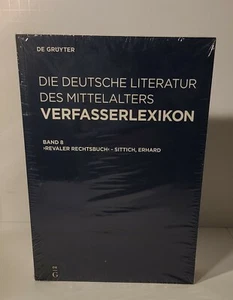 DE GRUYTER
DIE DEUTSCHE LITERATUR
DES MITTELALTERS
VERFASSERLEXIKON
BAND 8
›REVALER RECHTSBUCH‹ - SITTICH, ERHARD